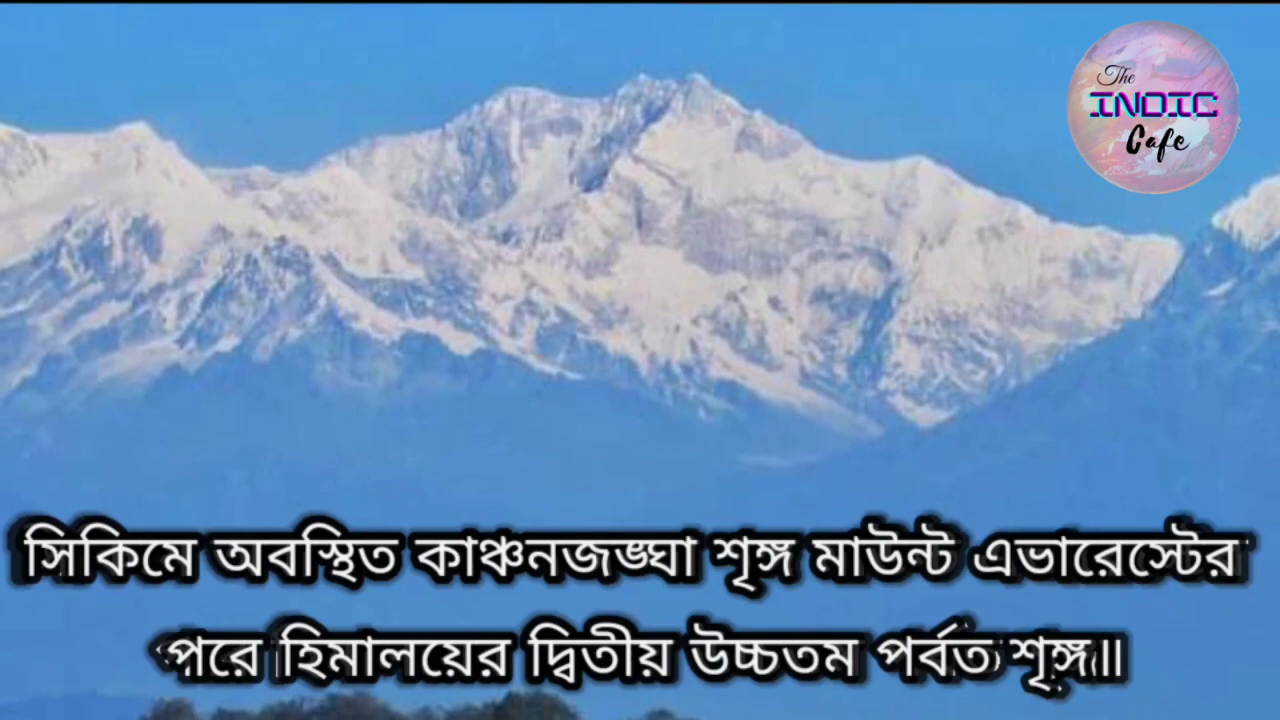 The
INDIC
Cafe
সিকিমে অবস্থিত কাঞ্চনজঙ্ঘা শৃঙ্গ মাউন্ট এভারেস্টের
পরে হিমালয়ের দ্বিতীয় উচ্চতম পর্বত শৃঙ্গ॥